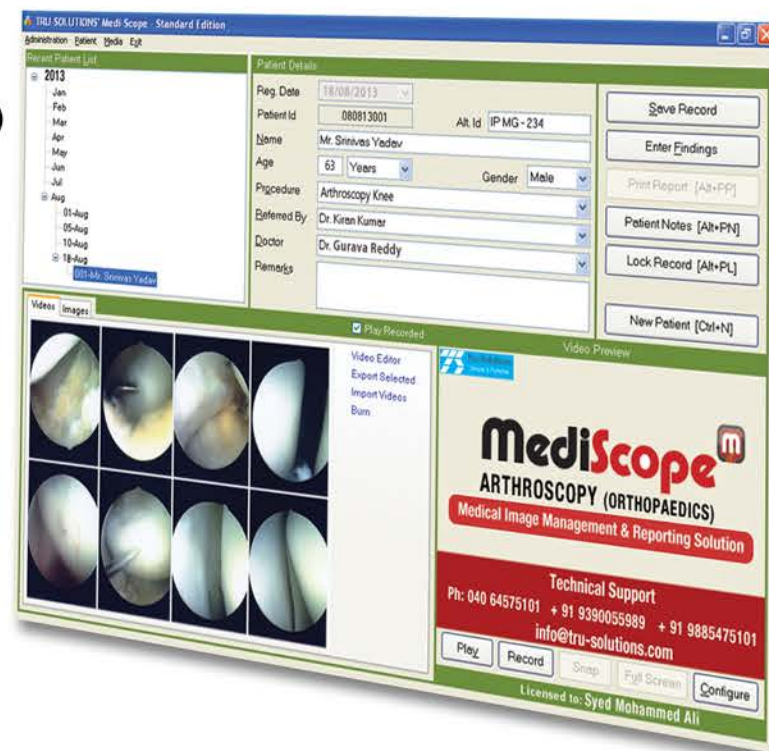 TRU-SOLUTIONS' Medi Scope - Standard Edition
Administration Patient Media Exit
Recent Patient List
2013
Jan
Feb
Mar
Apr
May
Jun
Jul
Aug
01-Aug
05-Aug
10-Aug
18-Aug
001-Mr. Srinivas Yadav
Patient Details
Reg. Date 18/08/2013
Patient Id 080813001 Alt. Id IP MG - 234
Name Mr. Srinivas Yadav
Age 63 Years Gender Male
Procedure Arthroscopy Knee
Referred By Dr. Kiran Kumar
Doctor Dr. Gurava Reddy
Remarks
Save Record
Enter Findings
Print Report [Alt+PP]
Patient Notes [Alt+PN]
Lock Record [Alt+PL]
New Patient [Ctrl+N]
Videos Images
Play Recorded
Video Editor
Export Selected
Import Videos
Burn
Video Preview
Tru-Solutions
MediScope m
ARTHROSCOPY (ORTHOPAEDICS)
Medical Image Management & Reporting Solution
Technical Support
Ph: 040 64575101 + 91 9390055989 + 91 9885475101
info@tru-solutions.com
Play Record Snap Full Screen Configure
Licensed to: Syed Mohammed Ali